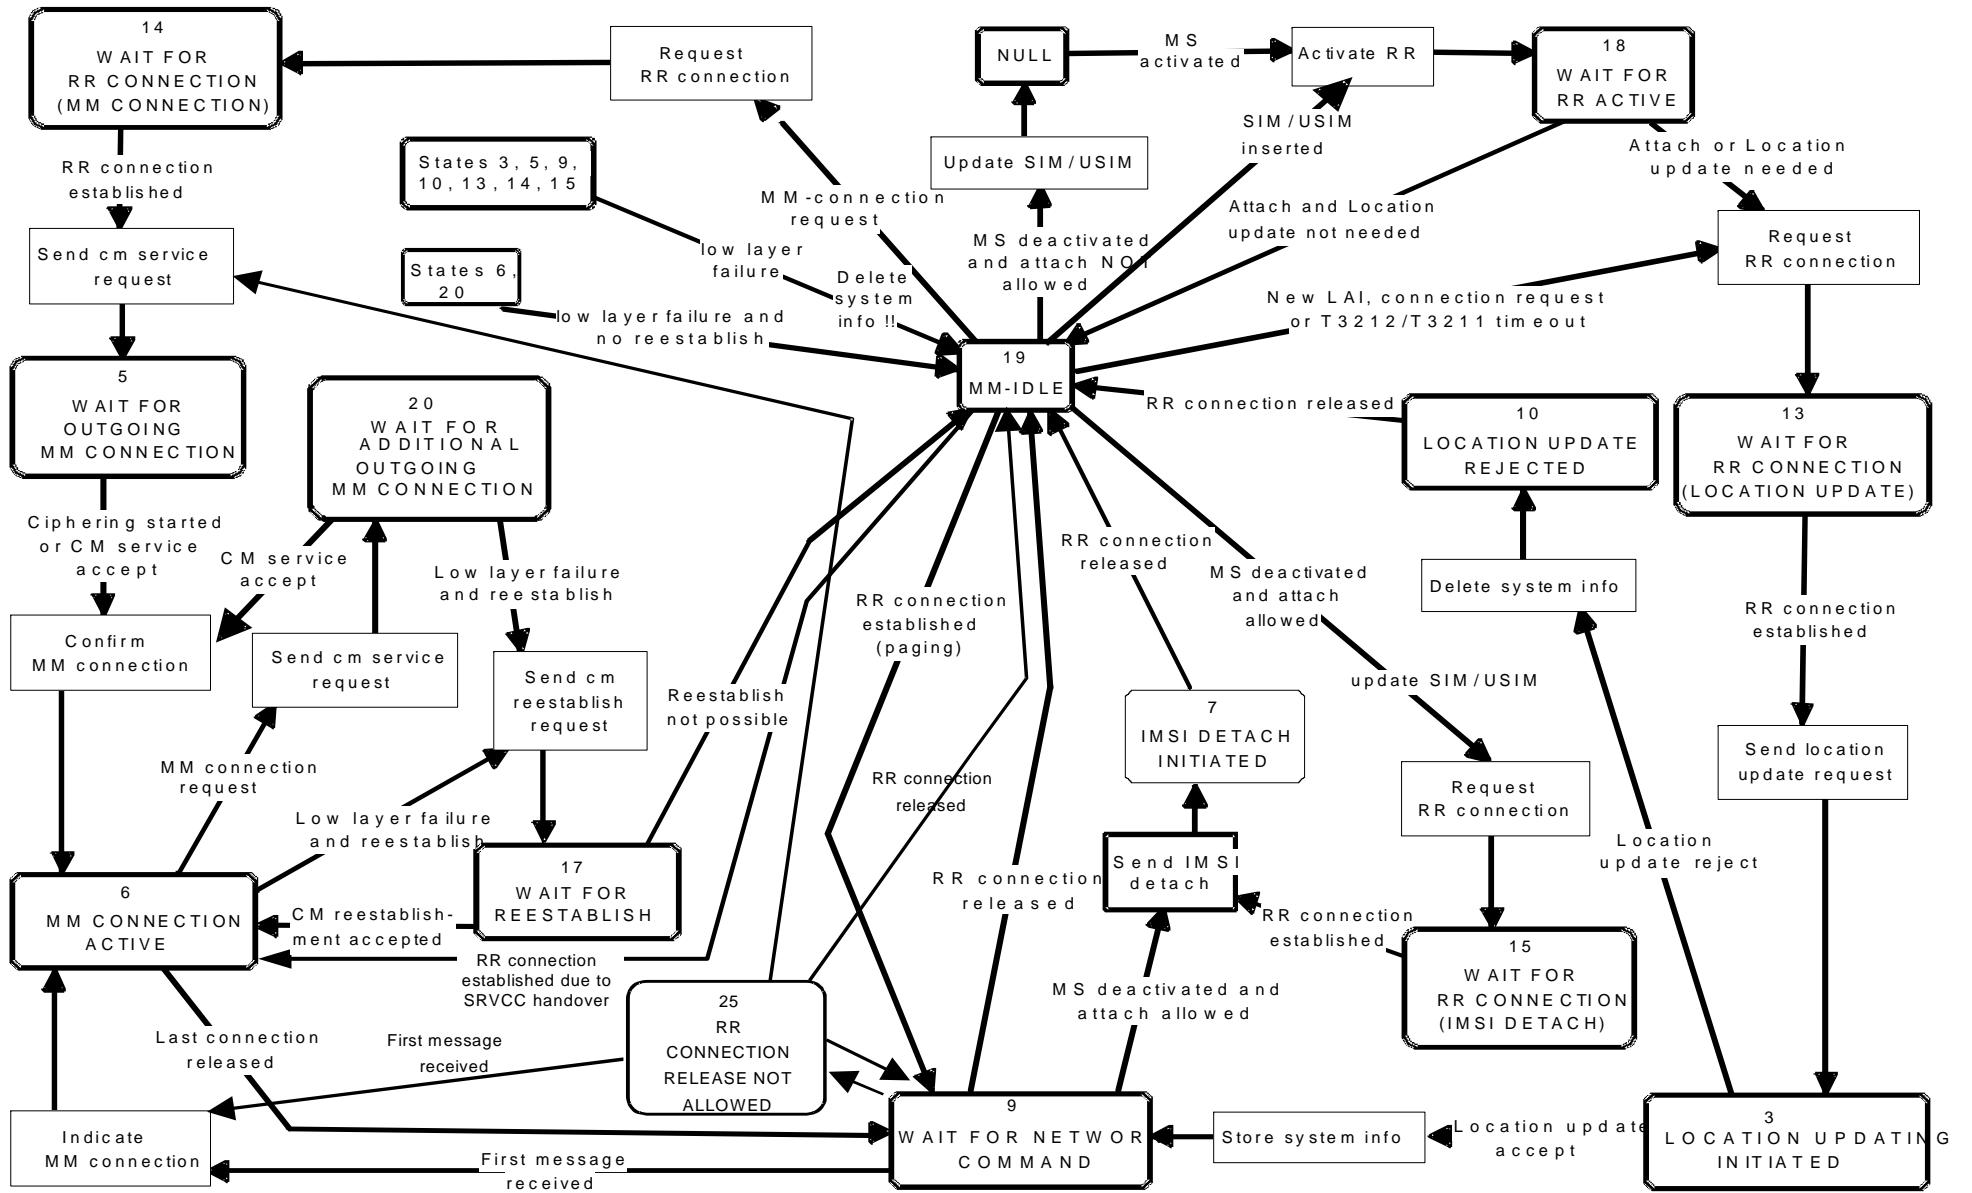 14
WAIT FOR
RR CONNECTION
(MM CONNECTION)
Request
RR connection
NULL
MS
activated
Activate RR
18
WAIT FOR
RR ACTIVE
RR connection
established
States 3, 5, 9,
10, 13, 14, 15
Update SIM/USIM
SIM/USIM
inserted
Attach or Location
update needed
MM-connection
request
Attach and Location
update not needed
Send cm service
request
States 6,
20
low layer
failure
Delete
system
info !!
MS deactivated
and attach NOT
allowed
Request
RR connection
low layer failure and
no reestablish
New LAI, connection request
or T3212/T3211 timeout
5
WAIT FOR
OUTGOING
MM CONNECTION
20
WAIT FOR
ADDITIONAL
OUTGOING
MM CONNECTION
19
MM-IDLE
RR connection released
10
LOCATION UPDATE
REJECTED
13
WAIT FOR
RR CONNECTION
(LOCATION UPDATE)
Ciphering started
or CM service
accept
CM service
accept
Low layer failure
and reestablish
RR connection
released
RR connection
established
(paging)
MS deactivated
and attach
allowed
Delete system info
RR connection
established
Confirm
MM connection
Send cm service
request
Send cm
reestablish
request
Reestablish
not possible
update SIM/USIM
7
IMSI DETACH
INITIATED
MM connection
request
RR connection
released
Request
RR connection
Send location
update request
Low layer failure
and reestablish
17
WAIT FOR
REESTABLISH
Send IMSI
detach
Location
update reject
6
MM CONNECTION
ACTIVE
CM reestablish-
ment accepted
RR connection
released
RR connection
established
15
WAIT FOR
RR CONNECTION
(IMSI DETACH)
RR connection
established due to
SRVCC handover
25
RR
CONNECTION
RELEASE NOT
ALLOWED
MS deactivated and
attach allowed
Last connection
released
First message
received
Indicate
MM connection
First message
received
9
WAIT FOR NETWOR
COMMAND
Store system info
Location update
accept
3
LOCATION UPDATING
INITIATED